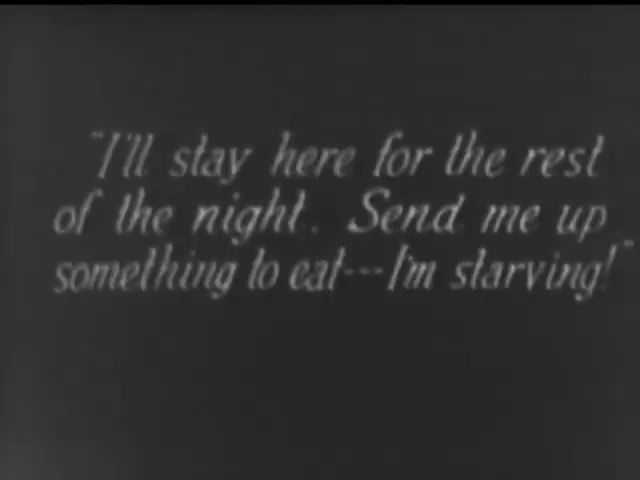 "I'll stay here for the rest
of the night. Send me up
something to eat---I'm starving!"